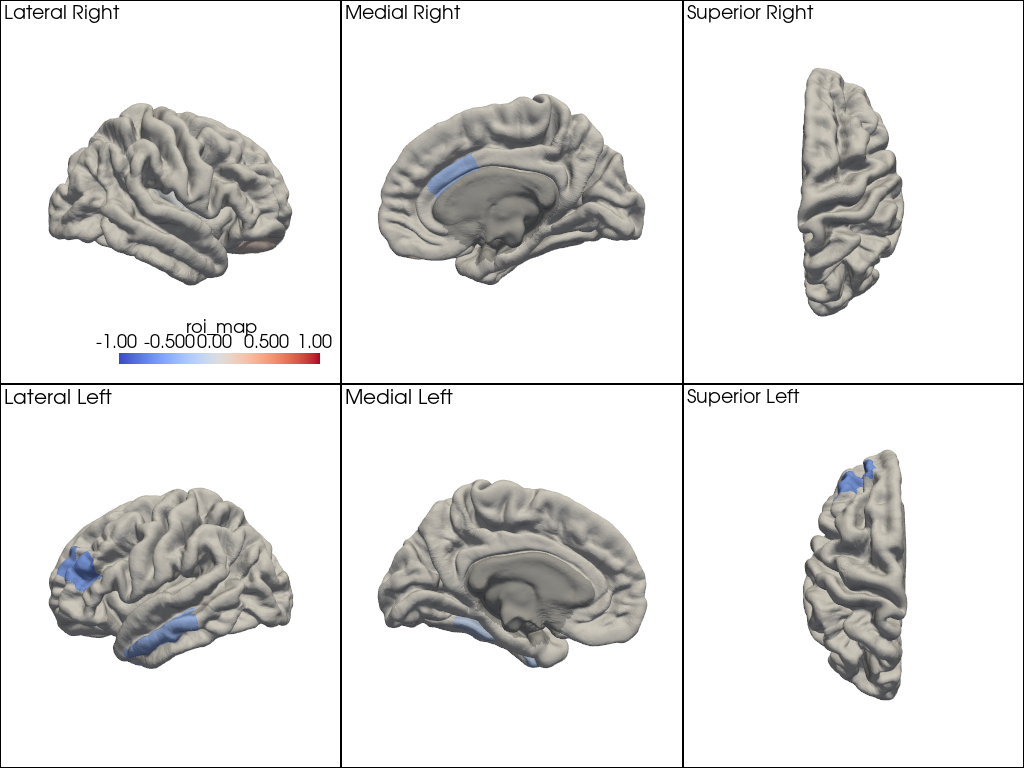 Lateral Right
Medial Right
Superior Right
roi_map
-1.00 -0.500 0.00 0.500 1.00
Lateral Left
Medial Left
Superior Left